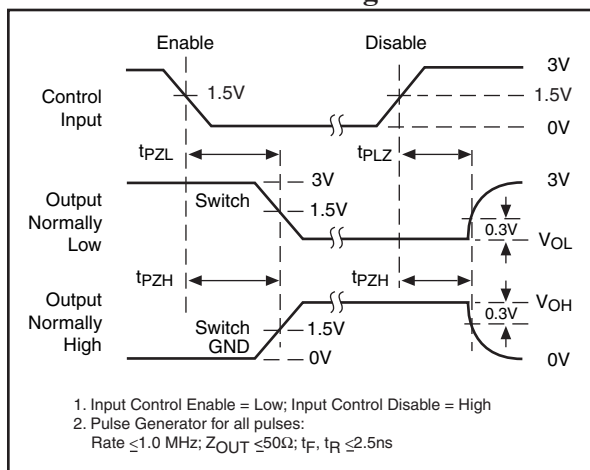 Enable Disable
3V
Control Input
1.5V
1.5V
0V
tPZL
tPLZ
3V
3V
Output Normally Low
Switch
1.5V
0.3V
VOL
tPZH
tPZH
VOH
Output Normally High
Switch GND
1.5V
0.3V
0V
0V
1. Input Control Enable = Low; Input Control Disable = High
2. Pulse Generator for all pulses:
Rate ≤1.0 MHz; ZOUT ≤50Ω; tF, tR ≤2.5ns